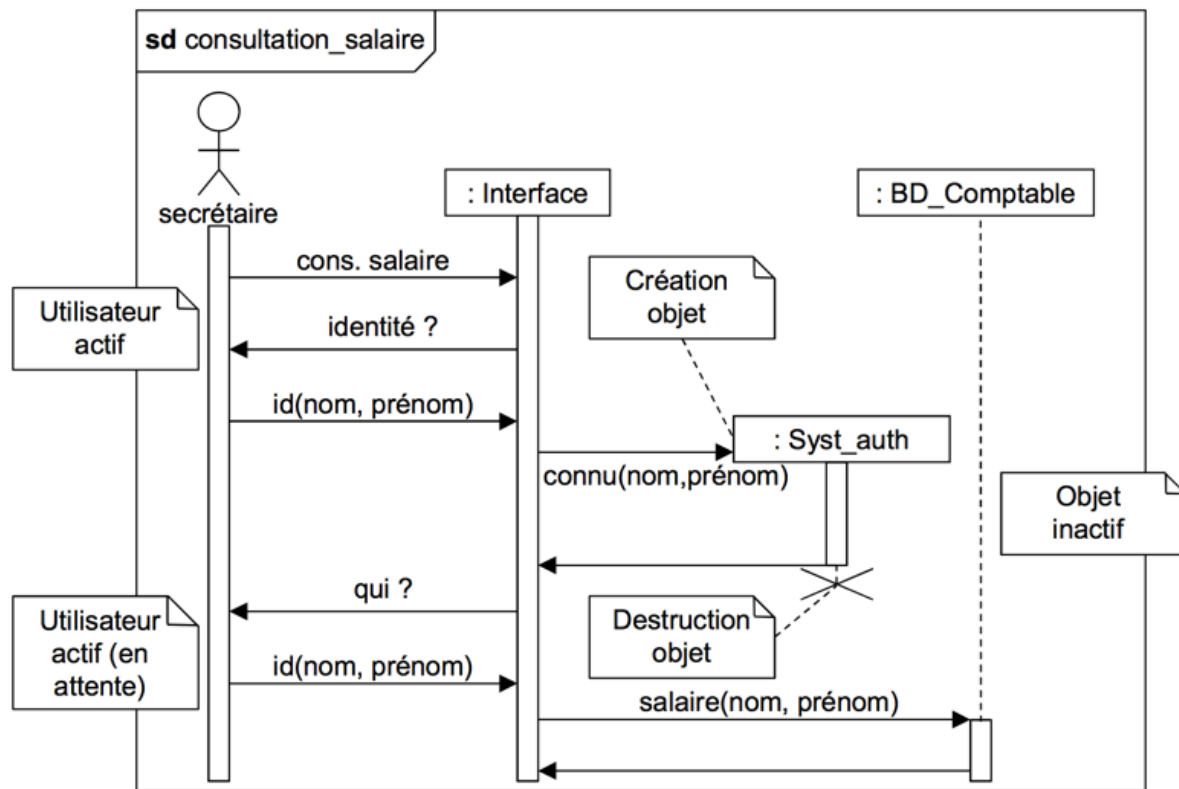 sd consultation_salaire
secrétaire
: Interface
: BD_Comptable
cons. salaire
Création
objet
Utilisateur
actif
identité ?
id(nom, prénom)
: Syst_auth
connu(nom,prénom)
Objet
inactif
qui ?
Utilisateur
actif (en
attente)
Destruction
objet
id(nom, prénom)
salaire(nom, prénom)